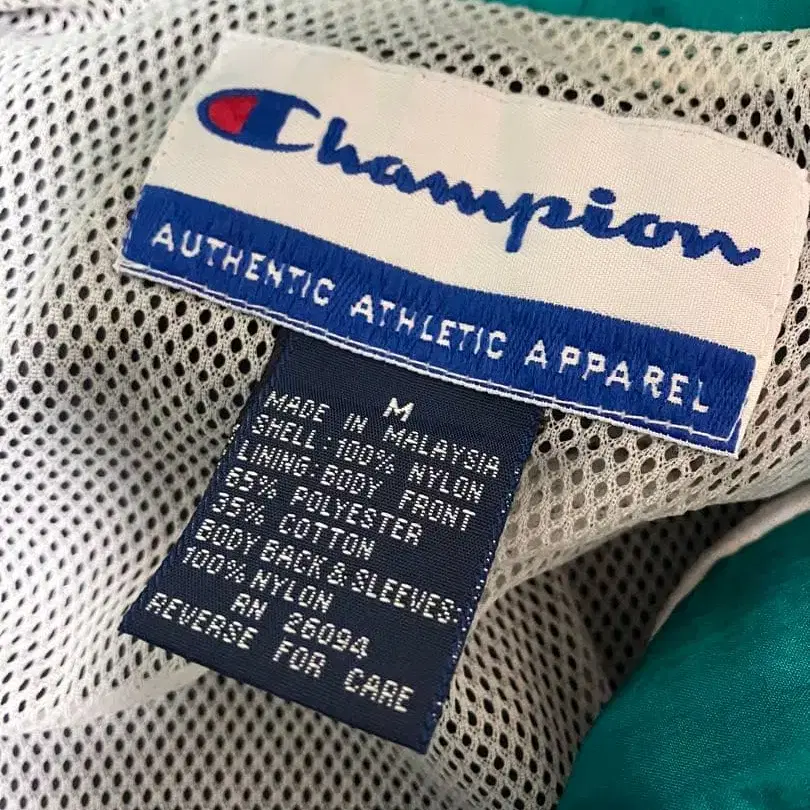 Champion
AUTHENTIC ATHLETIC APPAREL
M
MADE IN MALAYSIA
SHELL:100% NYLON
LINING:BODY FRONT
65% POLYESTER
35% COTTON
BODY BACK & SLEEVES:
100% NYLON
RN 26094
REVERSE FOR CARE